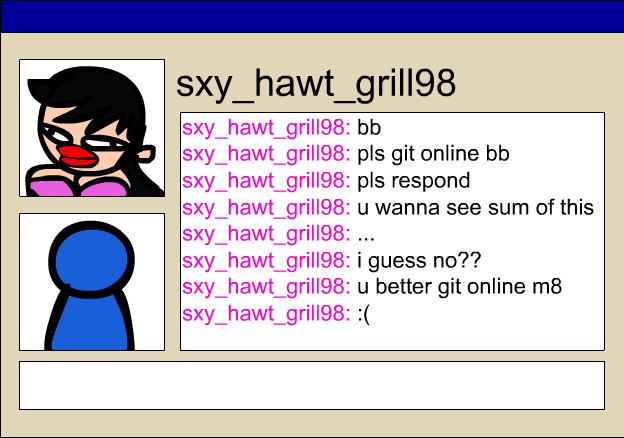 sxy_hawt_grill98
sxy_hawt_grill98: bb
sxy_hawt_grill98: pls git online bb
sxy_hawt_grill98: pls respond
sxy_hawt_grill98: u wanna see sum of this
sxy_hawt_grill98: ...
sxy_hawt_grill98: i guess no??
sxy_hawt_grill98: u better git online m8
sxy_hawt_grill98: :(